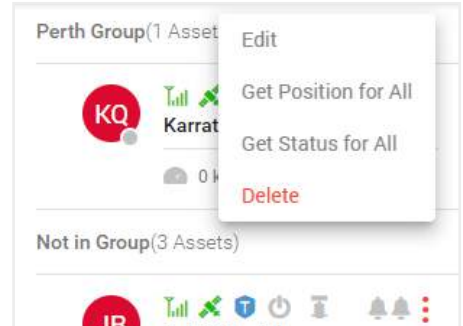 Perth Group(1 Asset
Edit
Get Position for All
KQ
Karrat
Get Status for All
0 k
Delete
Not in Group(3 Assets)
T
JB